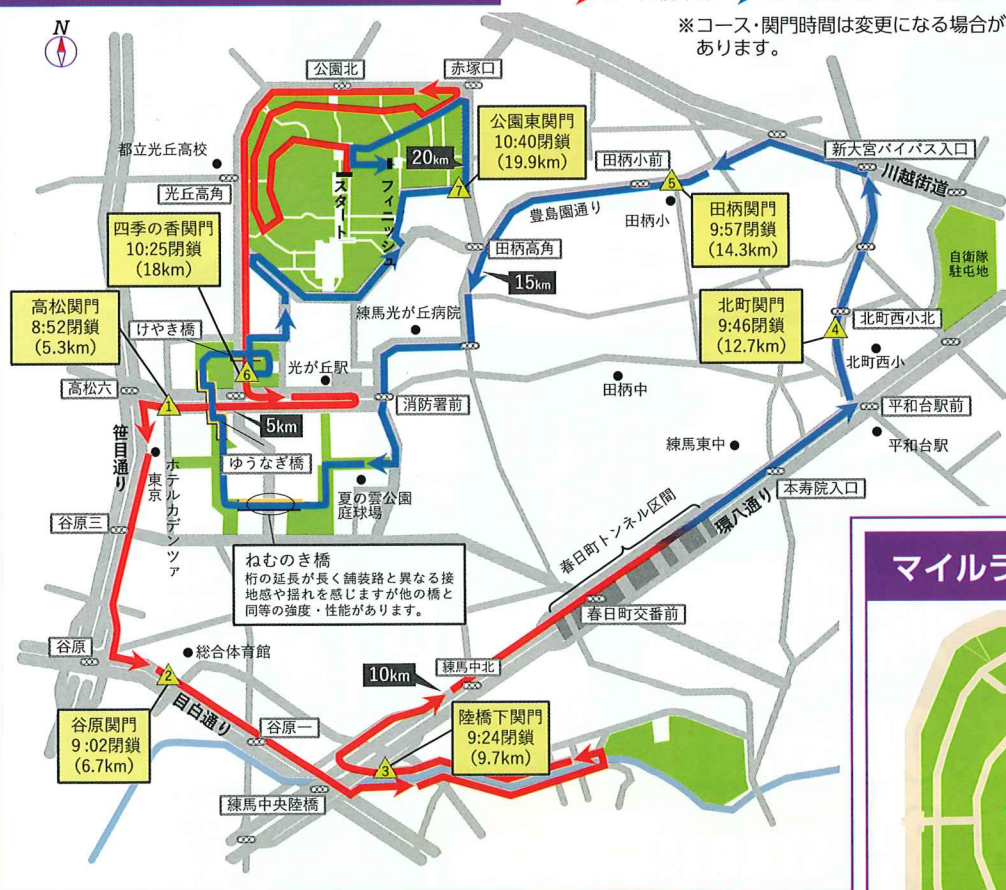 ※コース・関門時間は変更になる場合が
あります。
N
公園北
赤塚口
都立光丘高校
光丘高角
スタート
フィニッシュ
20km
公園東関門
10:40閉鎖
(19.9km)
7
田柄小前
5
田柄小
豊島園通り
新大宮バイパス入口
川越街道
田柄関門
9:57閉鎖
(14.3km)
自衛隊
駐屯地
四季の香関門
10:25閉鎖
(18km)
田柄高角
15km
高松関門
8:52閉鎖
(5.3km)
けやき橋
練馬光が丘病院
北町関門
9:46閉鎖
(12.7km)
北町西小北
4
北町西小
6
光が丘駅
高松六
1
消防署前
田柄中
平和台駅前
平和台駅
5km
笹目通り
ホテルカデンツァ
東京
ゆうなぎ橋
夏の雲公園
庭球場
練馬東中
本寿院入口
谷原三
環八通り
春日町トンネル区間
ねむのき橋
桁の延長が長く舗装路と異なる接
地感や揺れを感じますが他の橋と
同等の強度・性能があります。
春日町交番前
マイルラ
谷原
総合体育館
2
10km
練馬中北
谷原関門
9:02閉鎖
(6.7km)
目白通り
谷原一
陸橋下関門
9:24閉鎖
(9.7km)
3
練馬中央陸橋